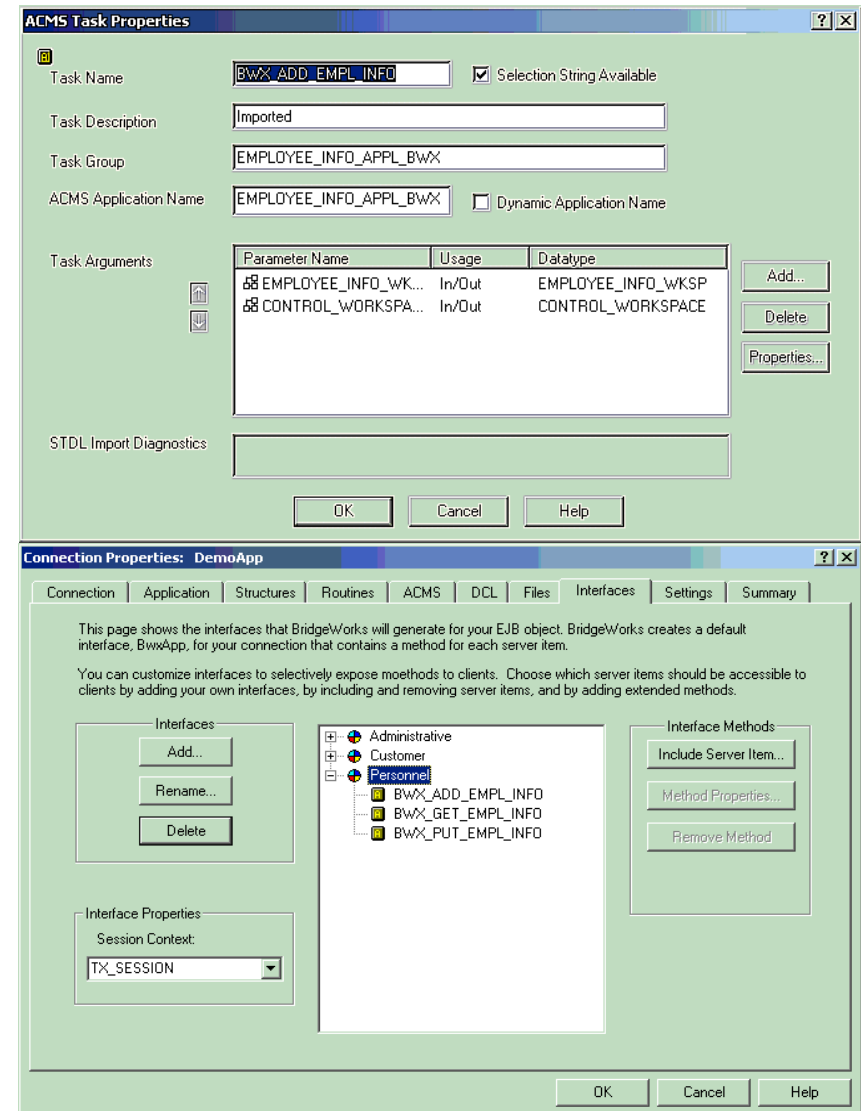 ACMS Task Properties
Task Name
BWX_ADD_EMPL_INFO
Selection String Available
Task Description
Imported
Task Group
EMPLOYEE_INFO_APPL_BWX
ACMS Application Name
EMPLOYEE_INFO_APPL_BWX
Dynamic Application Name
Task Arguments
Parameter Name Usage Datatype
EMPLOYEE_INFO_WK... In/Out EMPLOYEE_INFO_WKSP
CONTROL_WORKSPA... In/Out CONTROL_WORKSPACE
Add...
Delete
Properties...
STDL Import Diagnostics
OK Cancel Help
Connection Properties: DemoApp
Connection Application Structures Routines ACMS DCL Files Interfaces Settings Summary
This page shows the interfaces that BridgeWorks will generate for your EJB object. BridgeWorks creates a default
interface, BwxApp, for your connection that contains a method for each server item.
You can customize interfaces to selectively expose moethods to clients. Choose which server items should be accessible to
clients by adding your own interfaces, by including and removing server items, and by adding extended methods.
Interfaces
Add...
Rename...
Delete
Interface Properties
Session Context:
TX_SESSION
Administrative
Customer
Personnel
BWX_ADD_EMPL_INFO
BWX_GET_EMPL_INFO
BWX_PUT_EMPL_INFO
Interface Methods
Include Server Item...
Method Properties...
Remove Method
OK Cancel Help